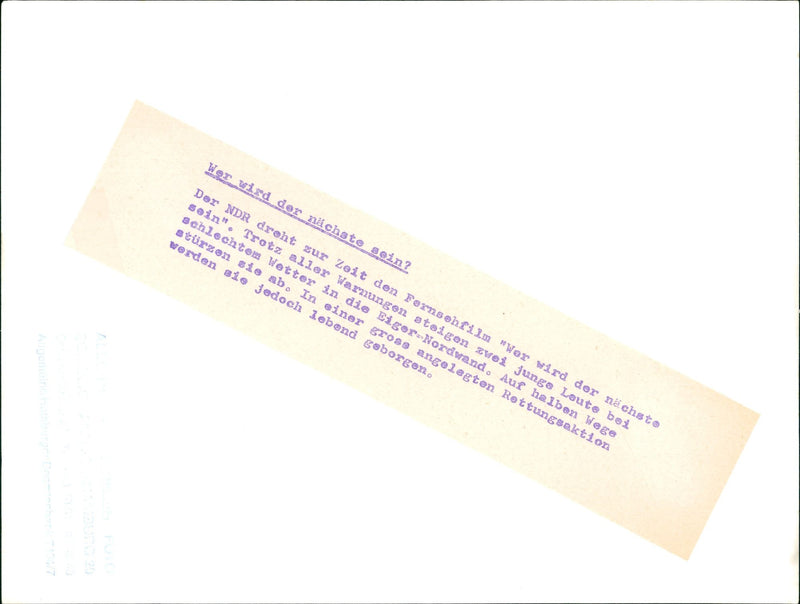 Wer wird der nächste sein?
Der NDR dreht zur Zeit den Fernsehfilm "Wer wird der nächste
sein". Trotz aller Warnungen steigen zwei junge Leute bei
schlechtem Wetter in die Eiger-Nordwand. Auf halben Wege
stürzen sie ab. In einer gross angelegten Rettungsaktion
werden sie jedoch lebend geborgen.